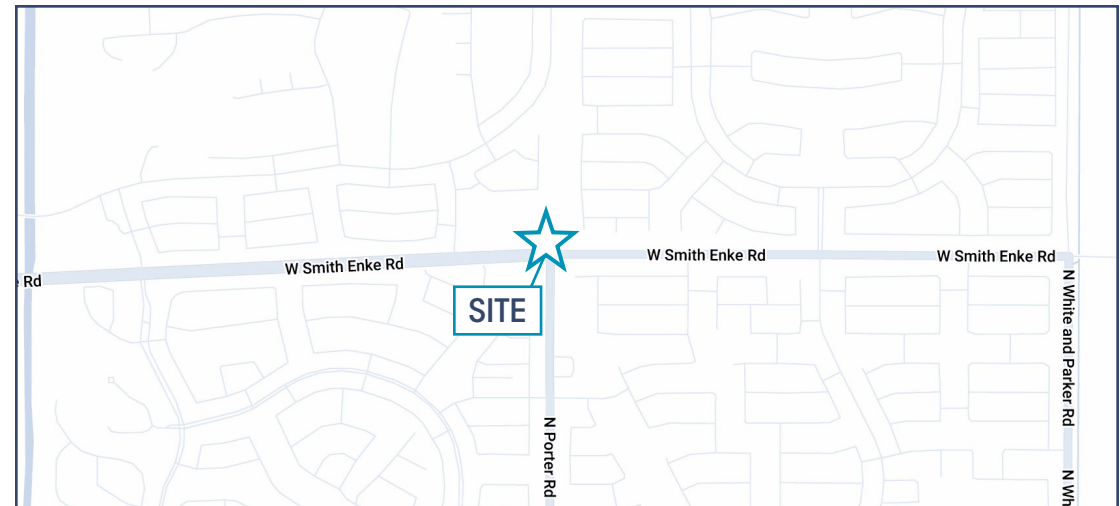 W Smith Enke Rd
W Smith Enke Rd
W Smith Enke Rd
Rd
SITE
N White and Parker Rd
N Porter Rd
N Wh